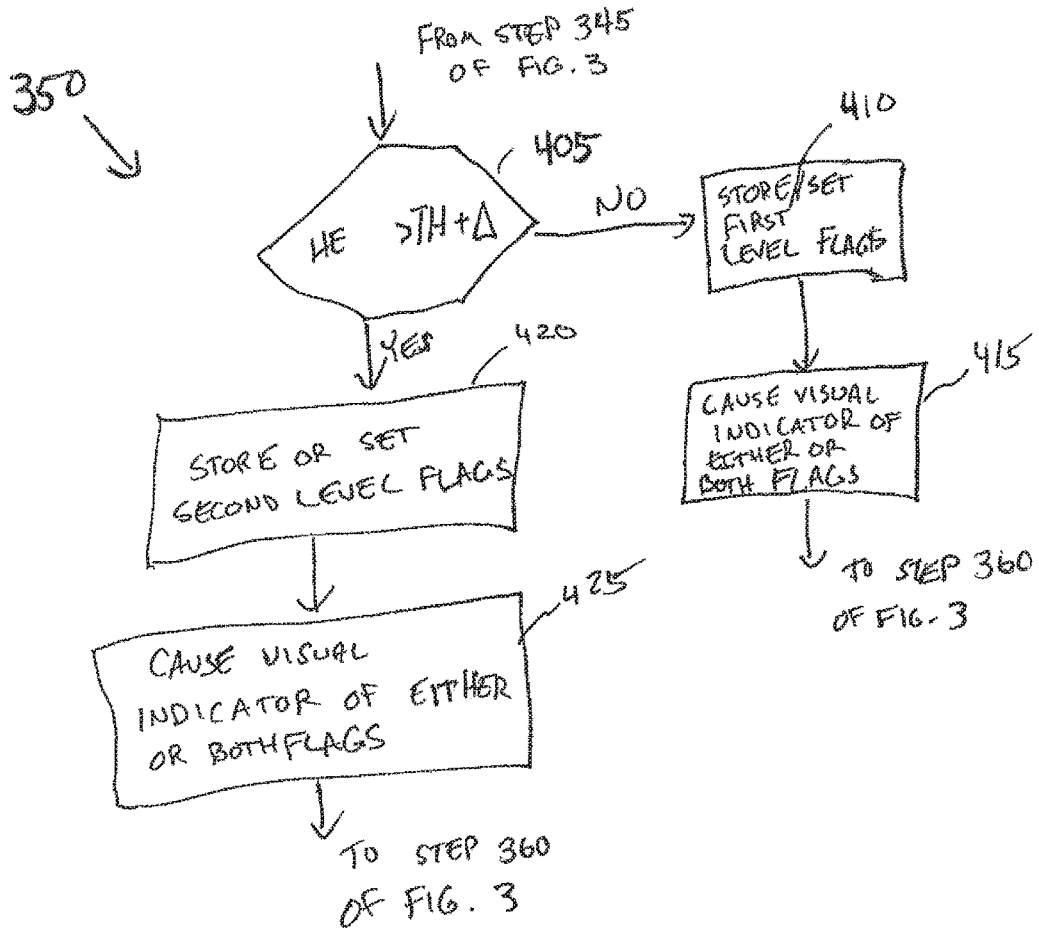 FROM STEP 345
OF FIG. 3
350
405
HE >TH+Δ
NO
410
STORE/SET
FIRST
LEVEL FLAGS
YES
420
STORE OR SET
SECOND LEVEL FLAGS
415
CAUSE VISUAL
INDICATOR OF
EITHER OR
BOTH FLAGS
TO STEP 360
OF FIG. 3
425
CAUSE VISUAL
INDICATOR OF EITHER
OR BOTH FLAGS
TO STEP 360
OF FIG. 3